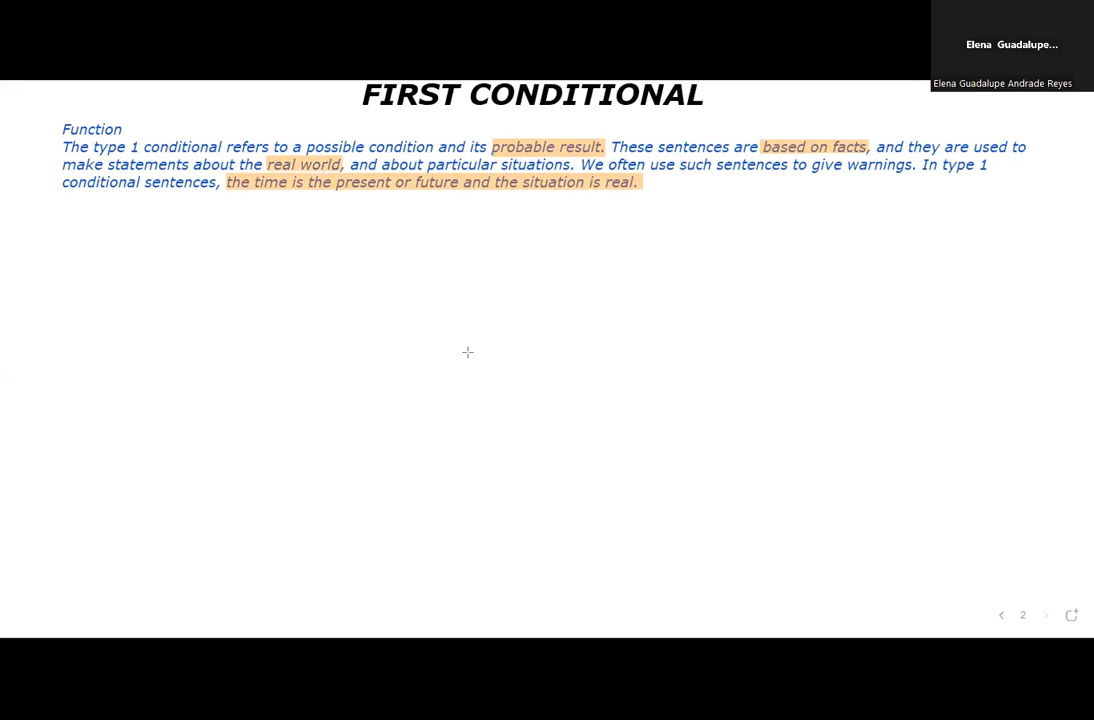 Elena Guadalupe...
Elena Guadalupe Andrade Reyes
FIRST CONDITIONAL
Function
The type 1 conditional refers to a possible condition and its probable result. These sentences are based on facts, and they are used to
make statements about the real world, and about particular situations. We often use such sentences to give warnings. In type 1
conditional sentences, the time is the present or future and the situation is real.
2